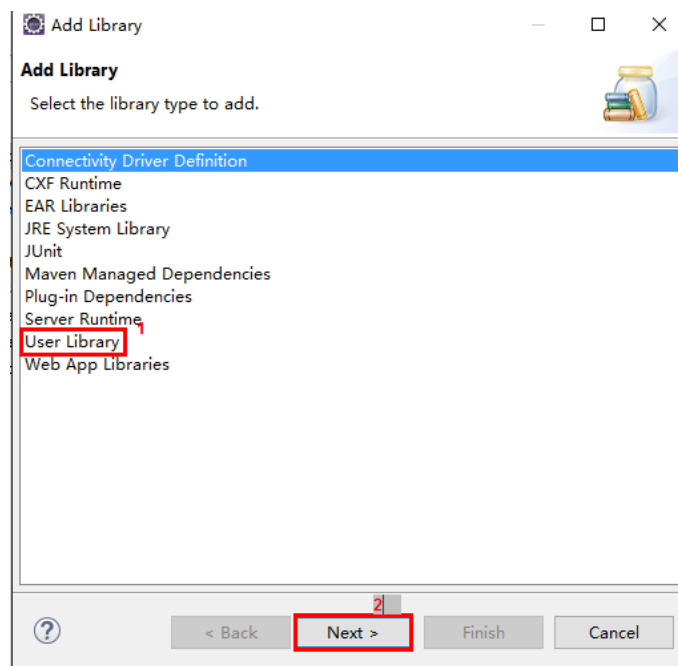 Add Library
Add Library
Select the library type to add.
Connectivity Driver Definition
CXF Runtime
EAR Libraries
JRE System Library
JUnit
Maven Managed Dependencies
Plug-in Dependencies
Server Runtime
1
User Library
Web App Libraries
2
?
< Back
Next >
Finish
Cancel